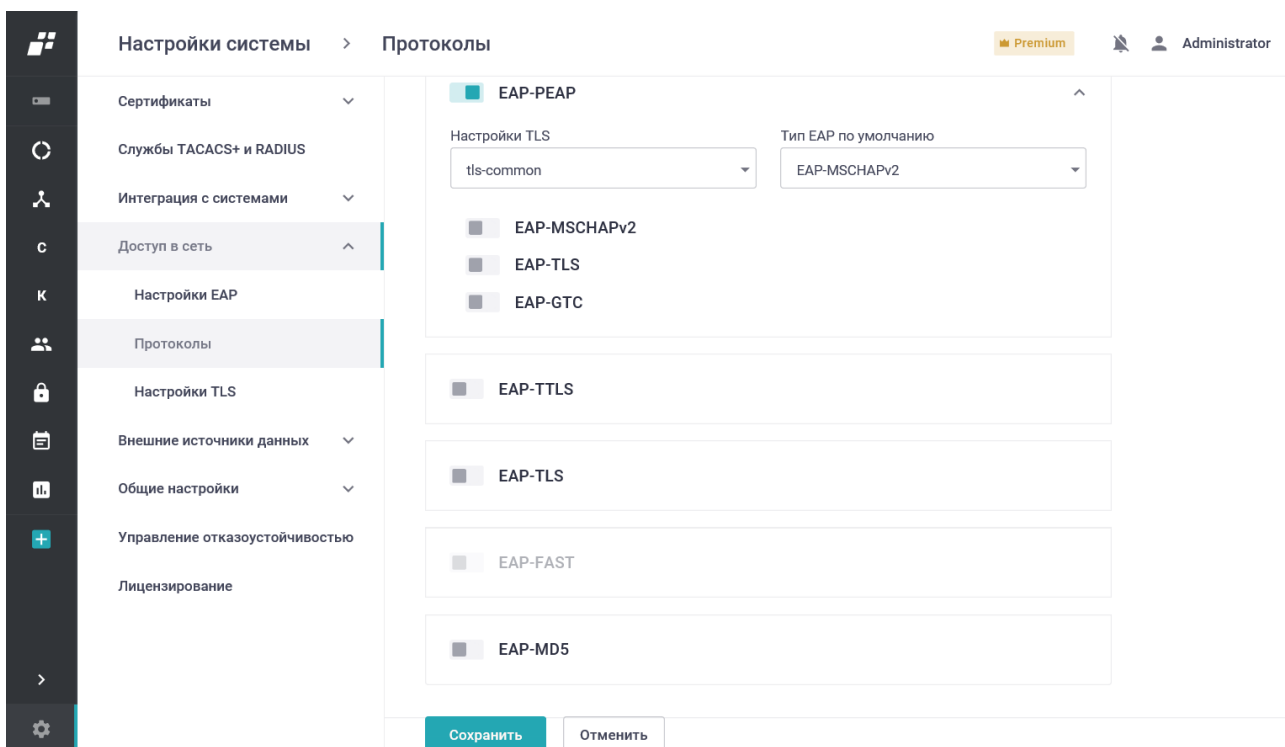 Настройки системы > Протоколы
Premium
Administrator
Сертификаты
Службы TACACS+ и RADIUS
Интеграция с системами
Доступ в сеть
Настройки EAP
Протоколы
Настройки TLS
Внешние источники данных
Общие настройки
Управление отказоустойчивостью
Лицензирование
C
K
EAP-PEAP
Настройки TLS
Тип EAP по умолчанию
tls-common
EAP-MSCHAPv2
EAP-MSCHAPv2
EAP-TLS
EAP-GTC
EAP-TTLS
EAP-TLS
EAP-FAST
EAP-MD5
Сохранить
Отменить